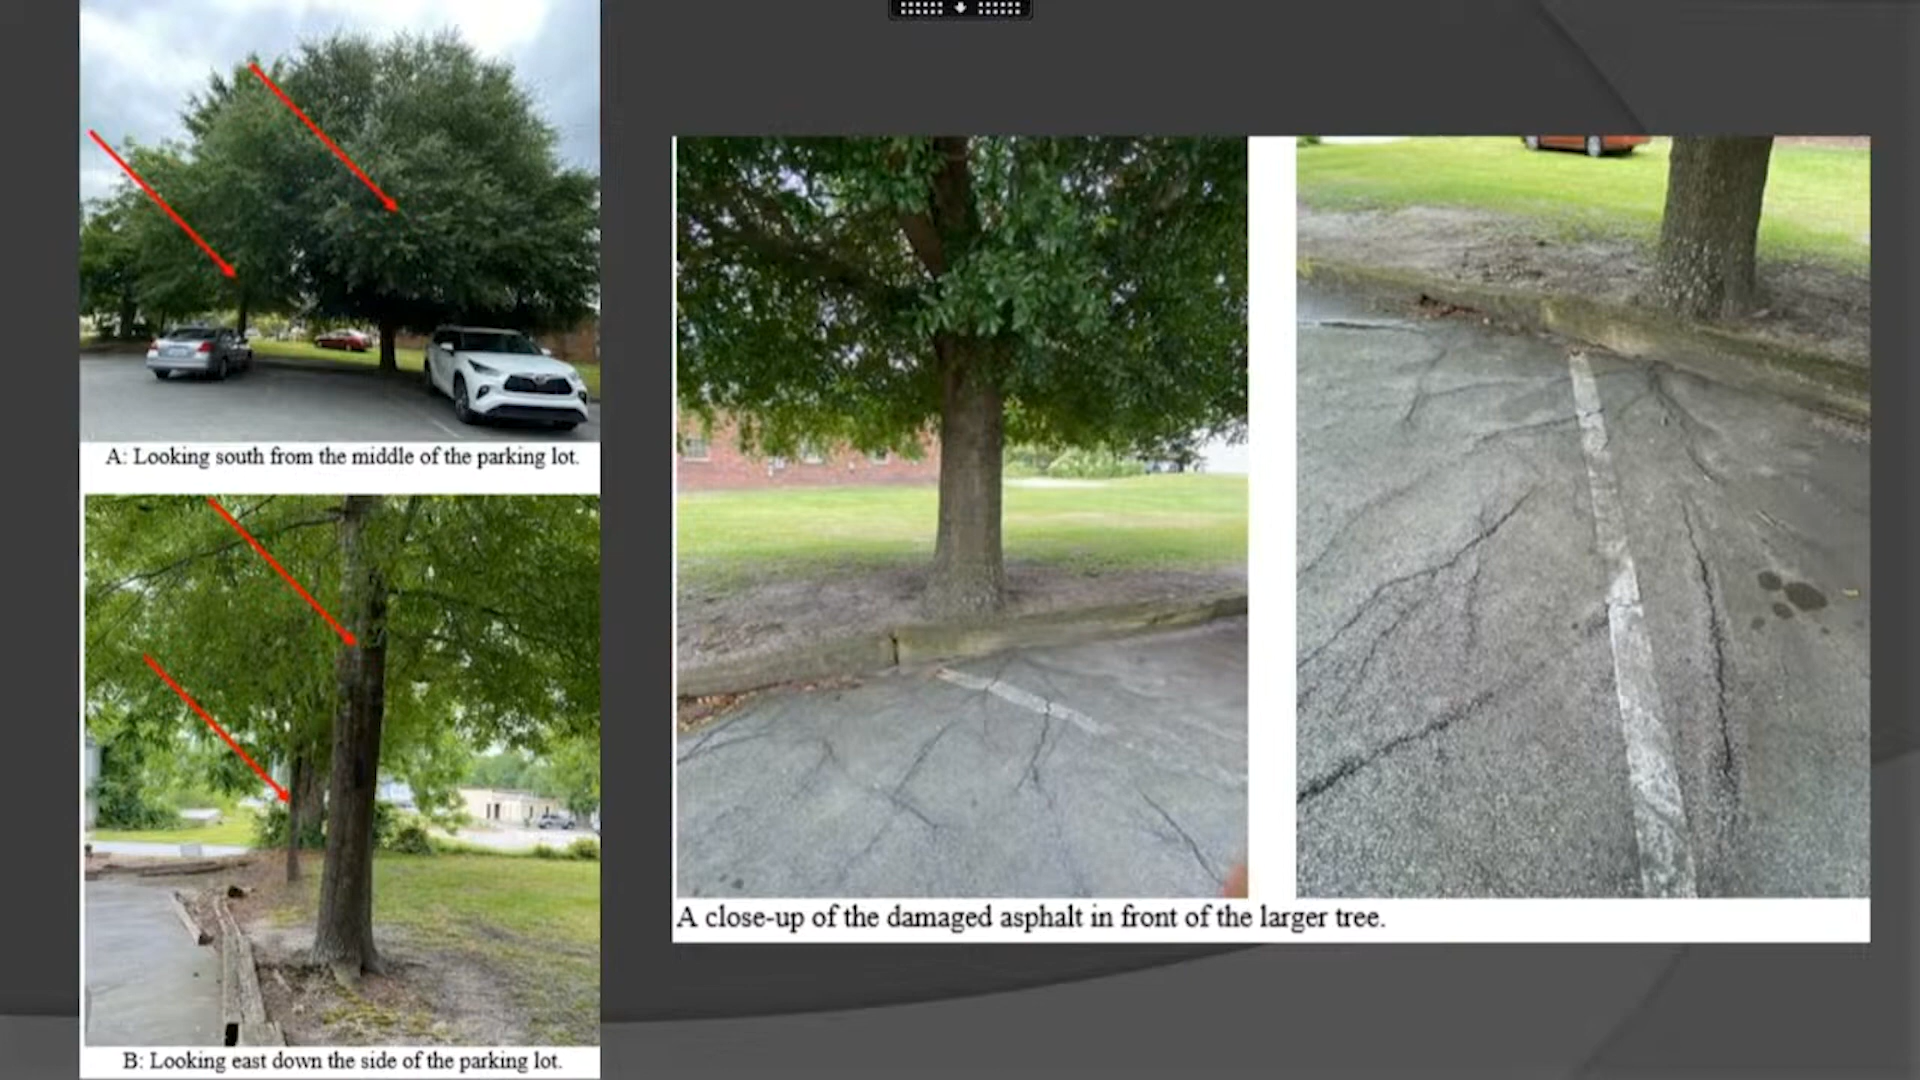 A: Looking south from the middle of the parking lot.
B: Looking east down the side of the parking lot.
A close-up of the damaged asphalt in front of the larger tree.